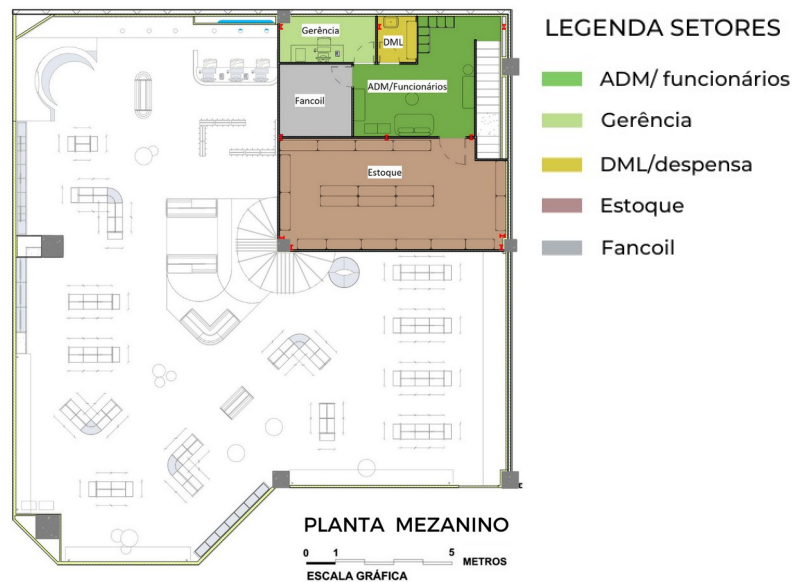 LEGENDA SETORES
ADM/ funcionários
Gerência
DML/despensa
Estoque
Fancoil
Gerência
DML
ADM/Funcionários
Fancoil
Estoque
PLANTA MEZANINO
0 1 5 METROS
ESCALA GRÁFICA